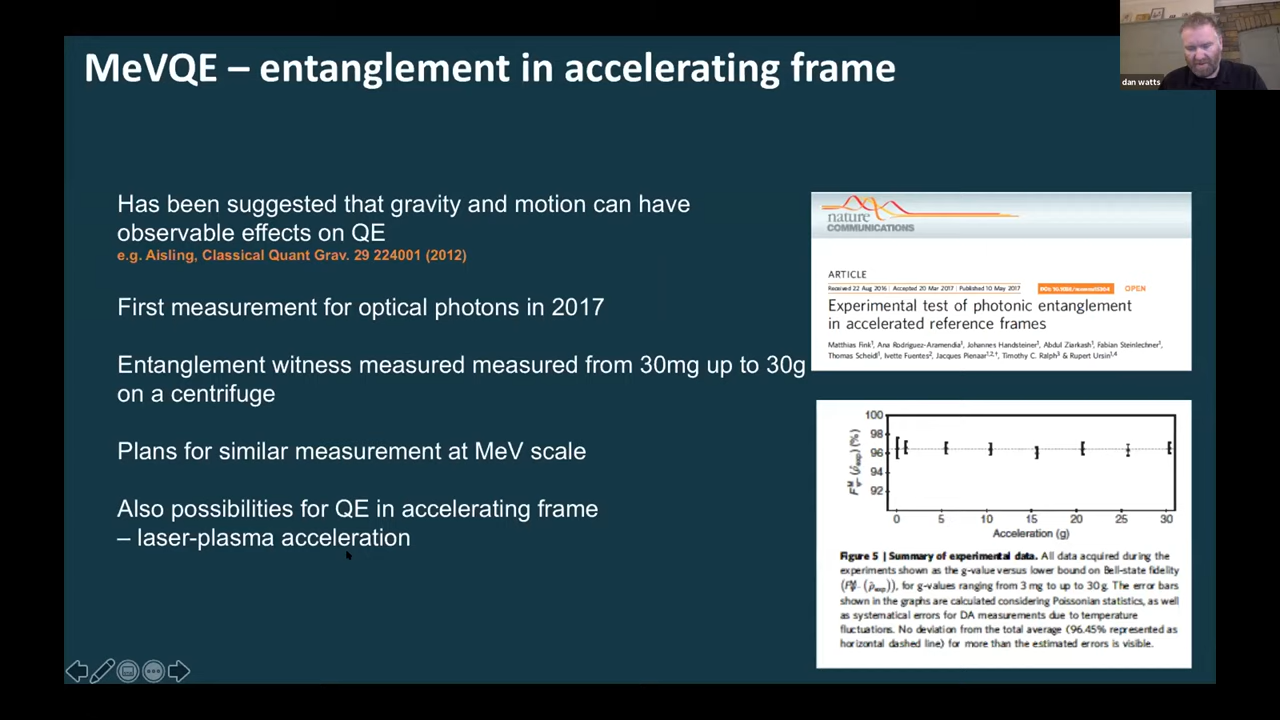 MeVQE – entanglement in accelerating frame
dan watts
Has been suggested that gravity and motion can have
observable effects on QE
e.g. Aisling, Classical Quant Grav. 29 224001 (2012)
First measurement for optical photons in 2017
Entanglement witness measured measured from 30mg up to 30g
on a centrifuge
Plans for similar measurement at MeV scale
Also possibilities for QE in accelerating frame
– laser-plasma acceleration
nature
COMMUNICATIONS
ARTICLE
Received 22 Aug 2016 | Accepted 20 Mar 2017 | Published 10 May 2017
OPEN
Experimental test of photonic entanglement
in accelerated reference frames
Matthias Fink¹, Ana Rodriguez-Aramendia¹, Johannes Handsteiner¹, Abdul Ziarkash¹, Fabian Steinlechner¹,
Thomas Scheidl¹, Ivette Fuentes², Jacques Pienaar, Timothy C. Ralph³ & Rupert Ursin
100
98
96
94
92
0 5 10 15 20 25 30
Acceleration (g)
Figure 5 | Summary of experimental data. All data acquired during the
experiments shown as the g-value versus lower bound on Bell-state fidelity
for g-values ranging from 3 mg to up to 30 g. The error bars
shown in the graphs are calculated considering Poissonian statistics, as well
as systematical errors for DA measurements due to temperature
fluctuations. No deviation from the total average (96.45% represented as
horizontal dashed line) for more than the estimated errors is visible.